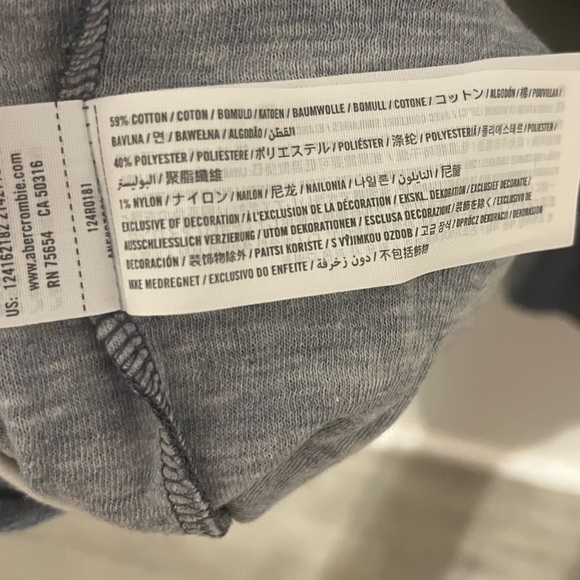 59% COTTON / COTON / BOMULD / KATOEN / BAUMWOLLE / BOMULL / COTONE / コットン / ALGODÓN / 棉 / PUUVILLAA /
BAVLNA / 면 / BAWEŁNA / ALGODÃO / القطن
40% POLYESTER / POLIESTERE / ポリエステル / POLIÉSTER / 涤纶 / POLYESTERIÄ / 폴리에스테르 / POLIESTER /
البوليستر / 聚脂纖維
1% NYLON / ナイロン / NAILON / 尼龙 / NAILONIA / 나일론 / النايلون / 尼龍
EXCLUSIVE OF DECORATION / À L'EXCLUSION DE LA DÉCORATION / EKSKL. DEKORATION / EXCLUSIEF DECORATIE /
AUSSCHLIESSLICH VERZIERUNG / UTOM DEKORATIONEN / ESCLUSA DECORAZIONE / 装飾を除く / EXCLUSIVO DE
DECORACIÓN / 装饰物除外 / PAITSI KORISTE / S VÝJIMKOU OZDOB / 고급 장식 / OPRÓCZ DEKORACJI / DEKORASION
IKKE MEDREGNET / EXCLUSIVO DO ENFEITE / دون زخرفة / 不包括飾物
124AR0181
www.abercrombie.com
RN 75654 CA 50316